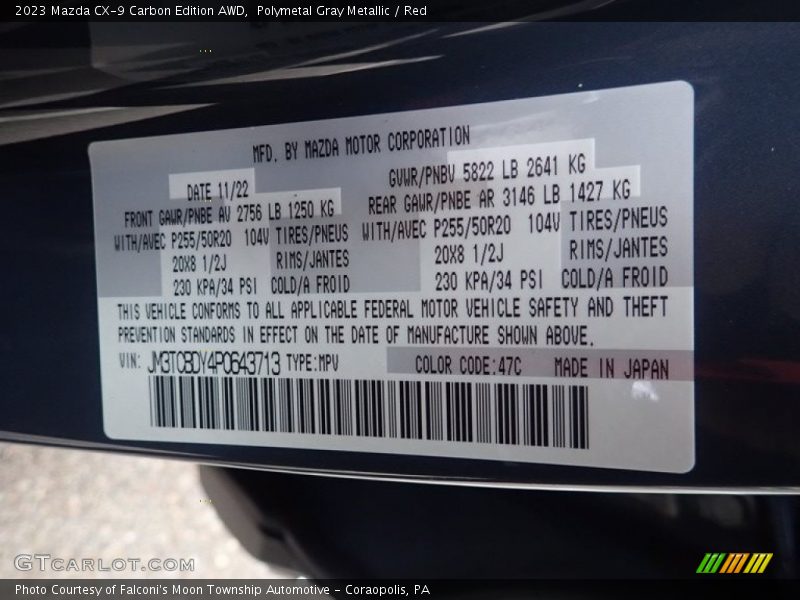 2023 Mazda CX-9 Carbon Edition AWD,  Polymetal Gray Metallic / Red
MFD. BY MAZDA MOTOR CORPORATION
DATE 11/22
GVWR/PNBV 5822 LB 2641 KG
FRONT GAWR/PNBE AV 2756 LB 1250 KG
REAR GAWR/PNBE AR 3146 LB 1427 KG
WITH/AVEC P255/50R20 104V TIRES/PNEUS
WITH/AVEC P255/50R20 104V TIRES/PNEUS
20X8 1/2J RIMS/JANTES
20X8 1/2J RIMS/JANTES
230 KPA/34 PSI COLD/A FROID
230 KPA/34 PSI COLD/A FROID
THIS VEHICLE CONFORMS TO ALL APPLICABLE FEDERAL MOTOR VEHICLE SAFETY AND THEFT
PREVENTION STANDARDS IN EFFECT ON THE DATE OF MANUFACTURE SHOWN ABOVE.
VIN: JM3TCBDY4P0643713 TYPE:MPV COLOR CODE:47C MADE IN JAPAN
GTCARLOT.COM
Photo Courtesy of Falconi's Moon Township Automotive - Coraopolis, PA